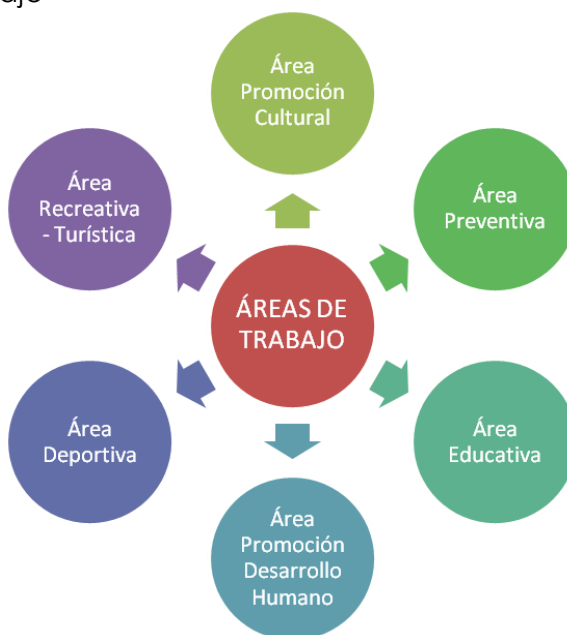 Área
Promoción
Cultural
Área
Preventiva
Área
Educativa
Área
Promoción
Desarrollo
Humano
Área
Deportiva
Área
Recreativa
- Turística
ÁREAS DE
TRABAJO